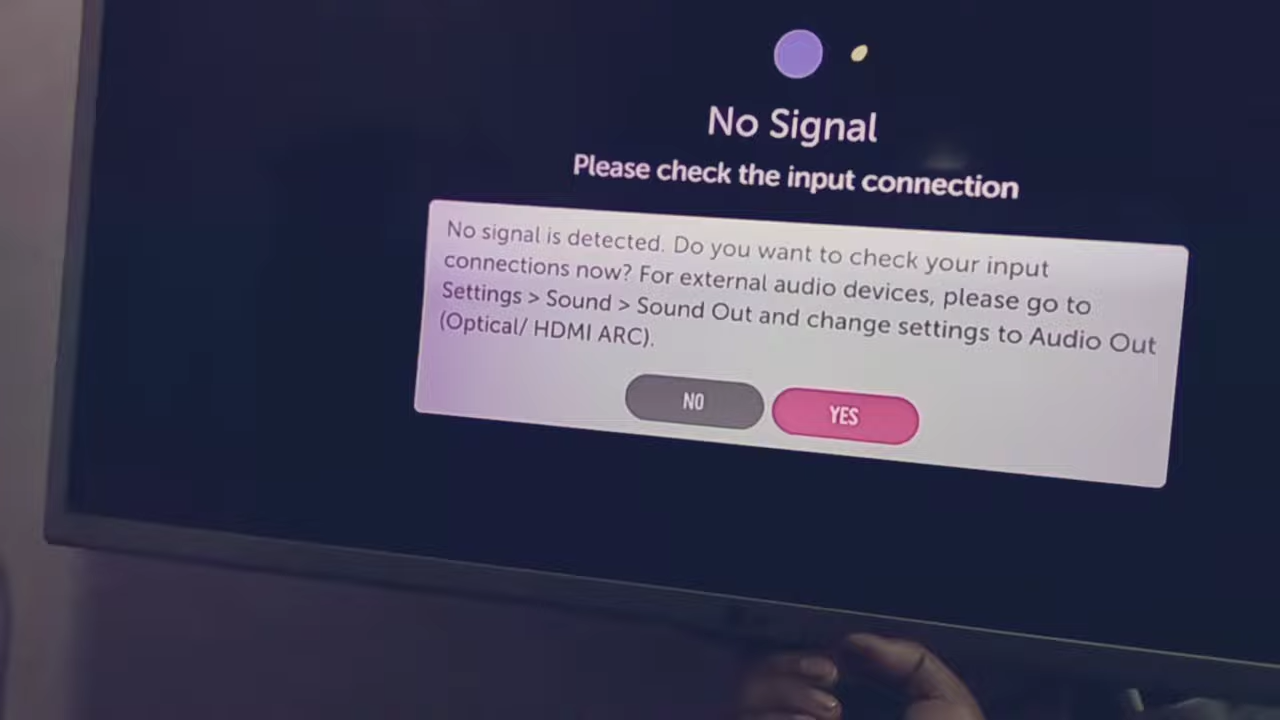 No Signal
Please check the input connection
No signal is detected. Do you want to check your input
connections now? For external audio devices, please go to
Settings > Sound > Sound Out and change settings to Audio Out
(Optical/ HDMI ARC).
NO
YES